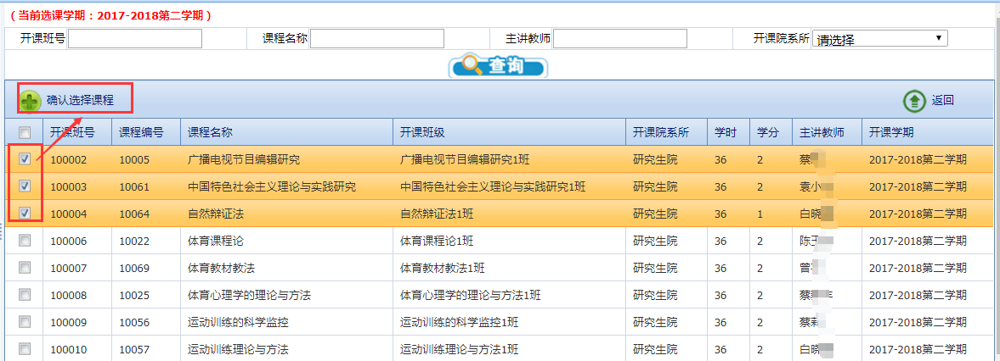 (当前选课学期：2017-2018第二学期)
开课班号 课程名称 主讲教师 开课院系所 请选择
查询
确认选择课程 返回
开课班号 课程编号 课程名称 开课班级 开课院系所 学时 学分 主讲教师 开课学期
100002 10005 广播电视节目编辑研究 广播电视节目编辑研究1班 研究生院 36 2 蔡 2017-2018第二学期
100003 10061 中国特色社会主义理论与实践研究 中国特色社会主义理论与实践研究1班 研究生院 36 2 袁小 2017-2018第二学期
100004 10064 自然辩证法 自然辩证法1班 研究生院 36 1 白晓 2017-2018第二学期
100006 10022 体育课程论 体育课程论1班 研究生院 36 2 陈 2017-2018第二学期
100007 10069 体育教材教法 体育教材教法1班 研究生院 36 2 曾 2017-2018第二学期
100008 10025 体育心理学的理论与方法 体育心理学的理论与方法1班 研究生院 36 2 蔡 2017-2018第二学期
100009 10056 运动训练的科学监控 运动训练的科学监控1班 研究生院 36 2 蔡 2017-2018第二学期
100010 10057 运动训练理论与方法 运动训练理论与方法1班 研究生院 36 2 白晓 2017-2018第二学期